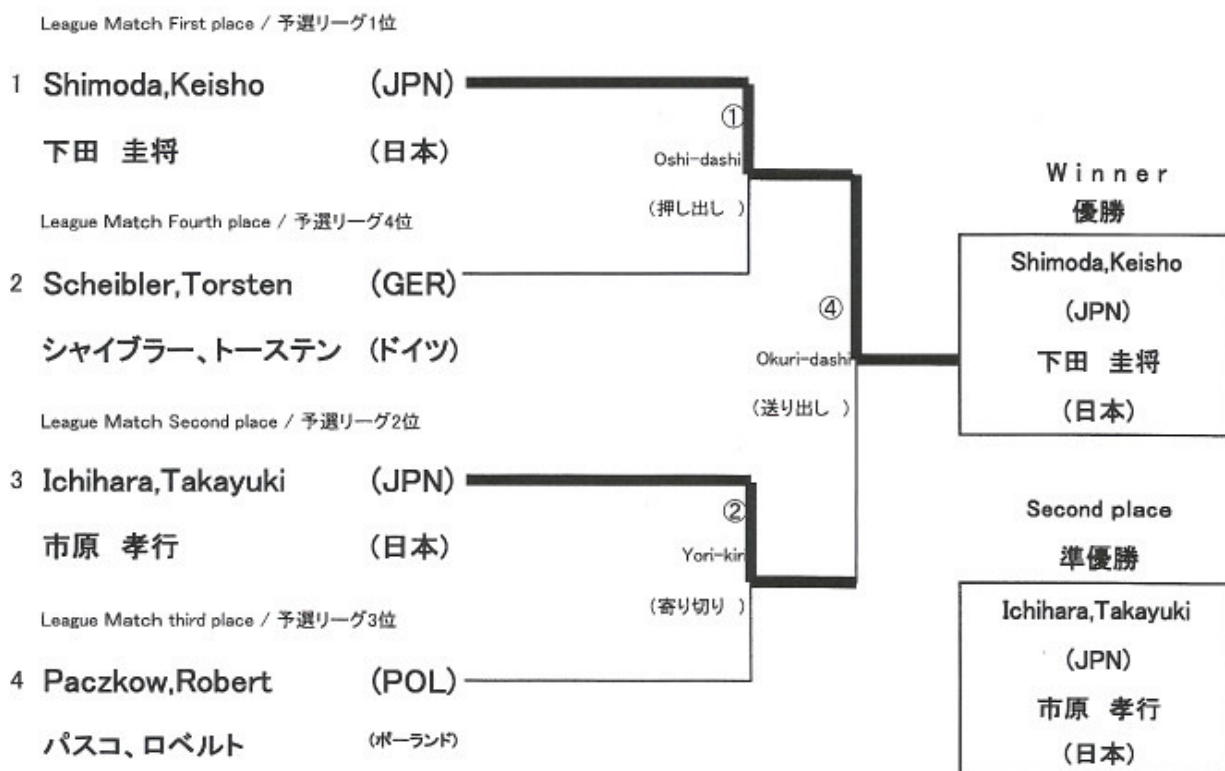 League Match First place / 予選リーグ1位
1 Shimoda,Keisho (JPN)
下田 圭将 (日本)
①
Oshi-dashi
(押し出し )
League Match Fourth place / 予選リーグ4位
2 Scheibler,Torsten (GER)
シャイブラー、トーステン (ドイツ)
④
Okuri-dashi
(送り出し )
League Match Second place / 予選リーグ2位
3 Ichihara,Takayuki (JPN)
市原 孝行 (日本)
②
Yori-kiri
(寄り切り )
League Match third place / 予選リーグ3位
4 Paczkow,Robert (POL)
パスコ、ロベルト (ポーランド)
Winner
優勝
Shimoda,Keisho
(JPN)
下田 圭将
(日本)
Second place
準優勝
Ichihara,Takayuki
(JPN)
市原 孝行
(日本)